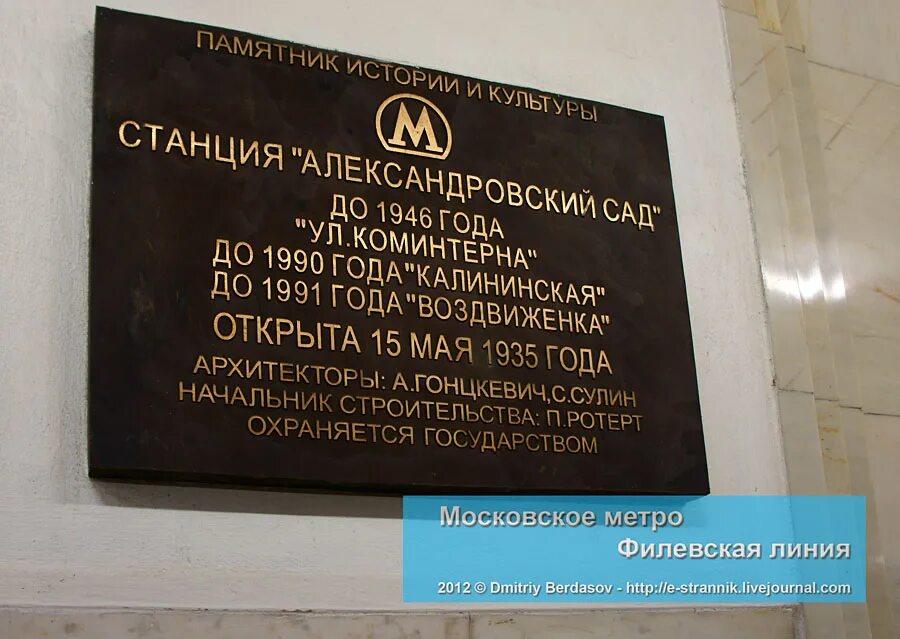 ПАМЯТНИК ИСТОРИИ И КУЛЬТУРЫ
М
СТАНЦИЯ "АЛЕКСАНДРОВСКИЙ САД"
ДО 1946 ГОДА
"УЛ.КОМИНТЕРНА"
ДО 1990 ГОДА "КАЛИНИНСКАЯ"
ДО 1991 ГОДА "ВОЗДВИЖЕНКА"
ОТКРЫТА 15 МАЯ 1935 ГОДА
АРХИТЕКТОРЫ: А.ГОНЦКЕВИЧ,С.СУЛИН
НАЧАЛЬНИК СТРОИТЕЛЬСТВА: П.РОТЕРТ
ОХРАНЯЕТСЯ ГОСУДАРСТВОМ
Московское метро
Филевская линия
2012 © Dmitriy Berdasov - http://e-strannik.livejournal.com